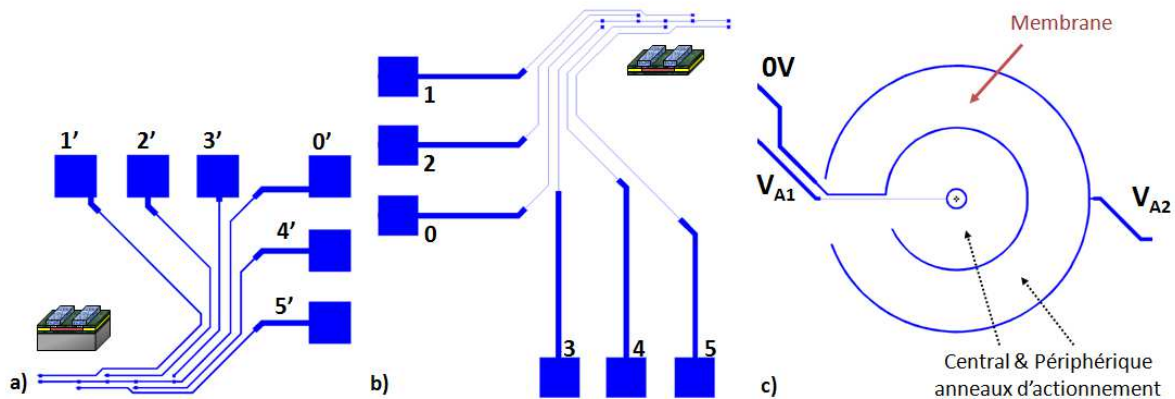 1'
2'
3'
0'
4'
5'
a)
1
2
0
3
4
5
b)
Membrane
0V
VA1
VA2
Central & Périphérique
anneaux d'actionnement
c)